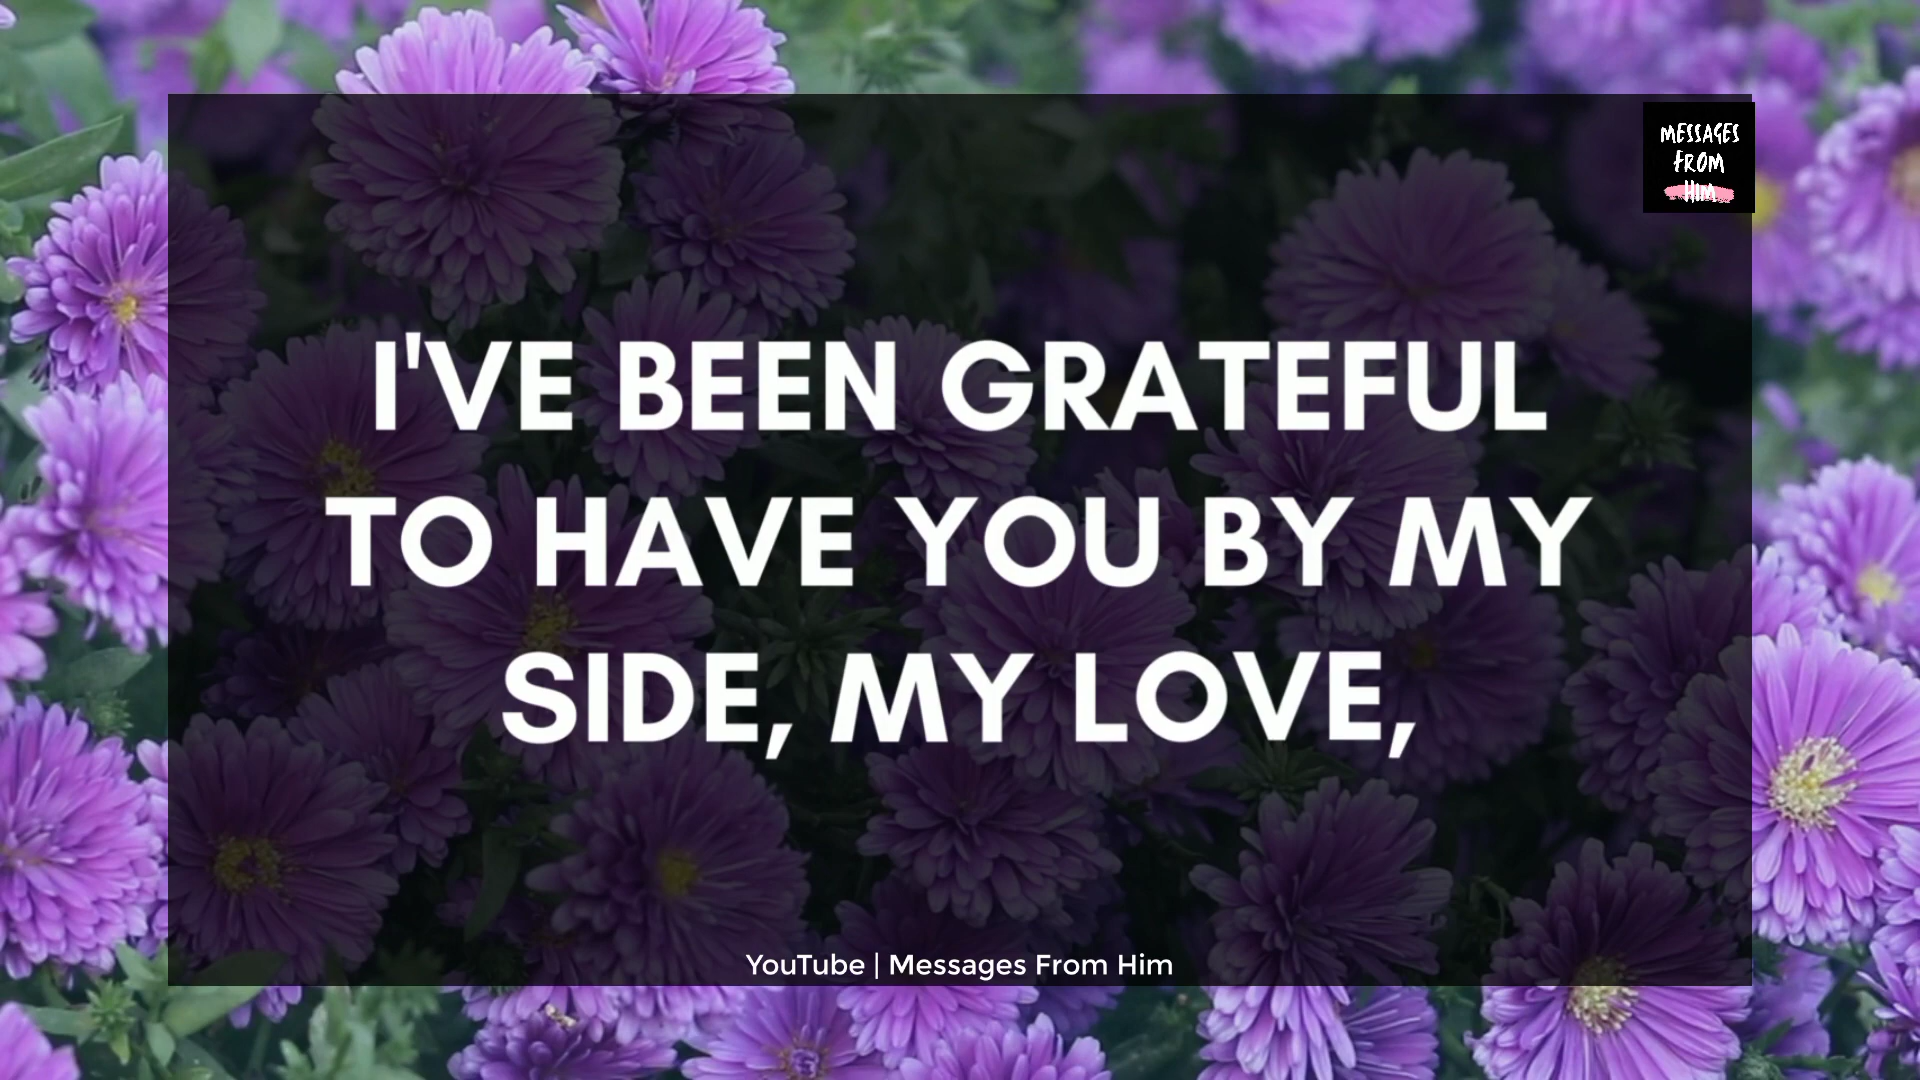 MESSAGES
FROM
HIM
I'VE BEEN GRATEFUL
TO HAVE YOU BY MY
SIDE, MY LOVE,
YouTube | Messages From Him